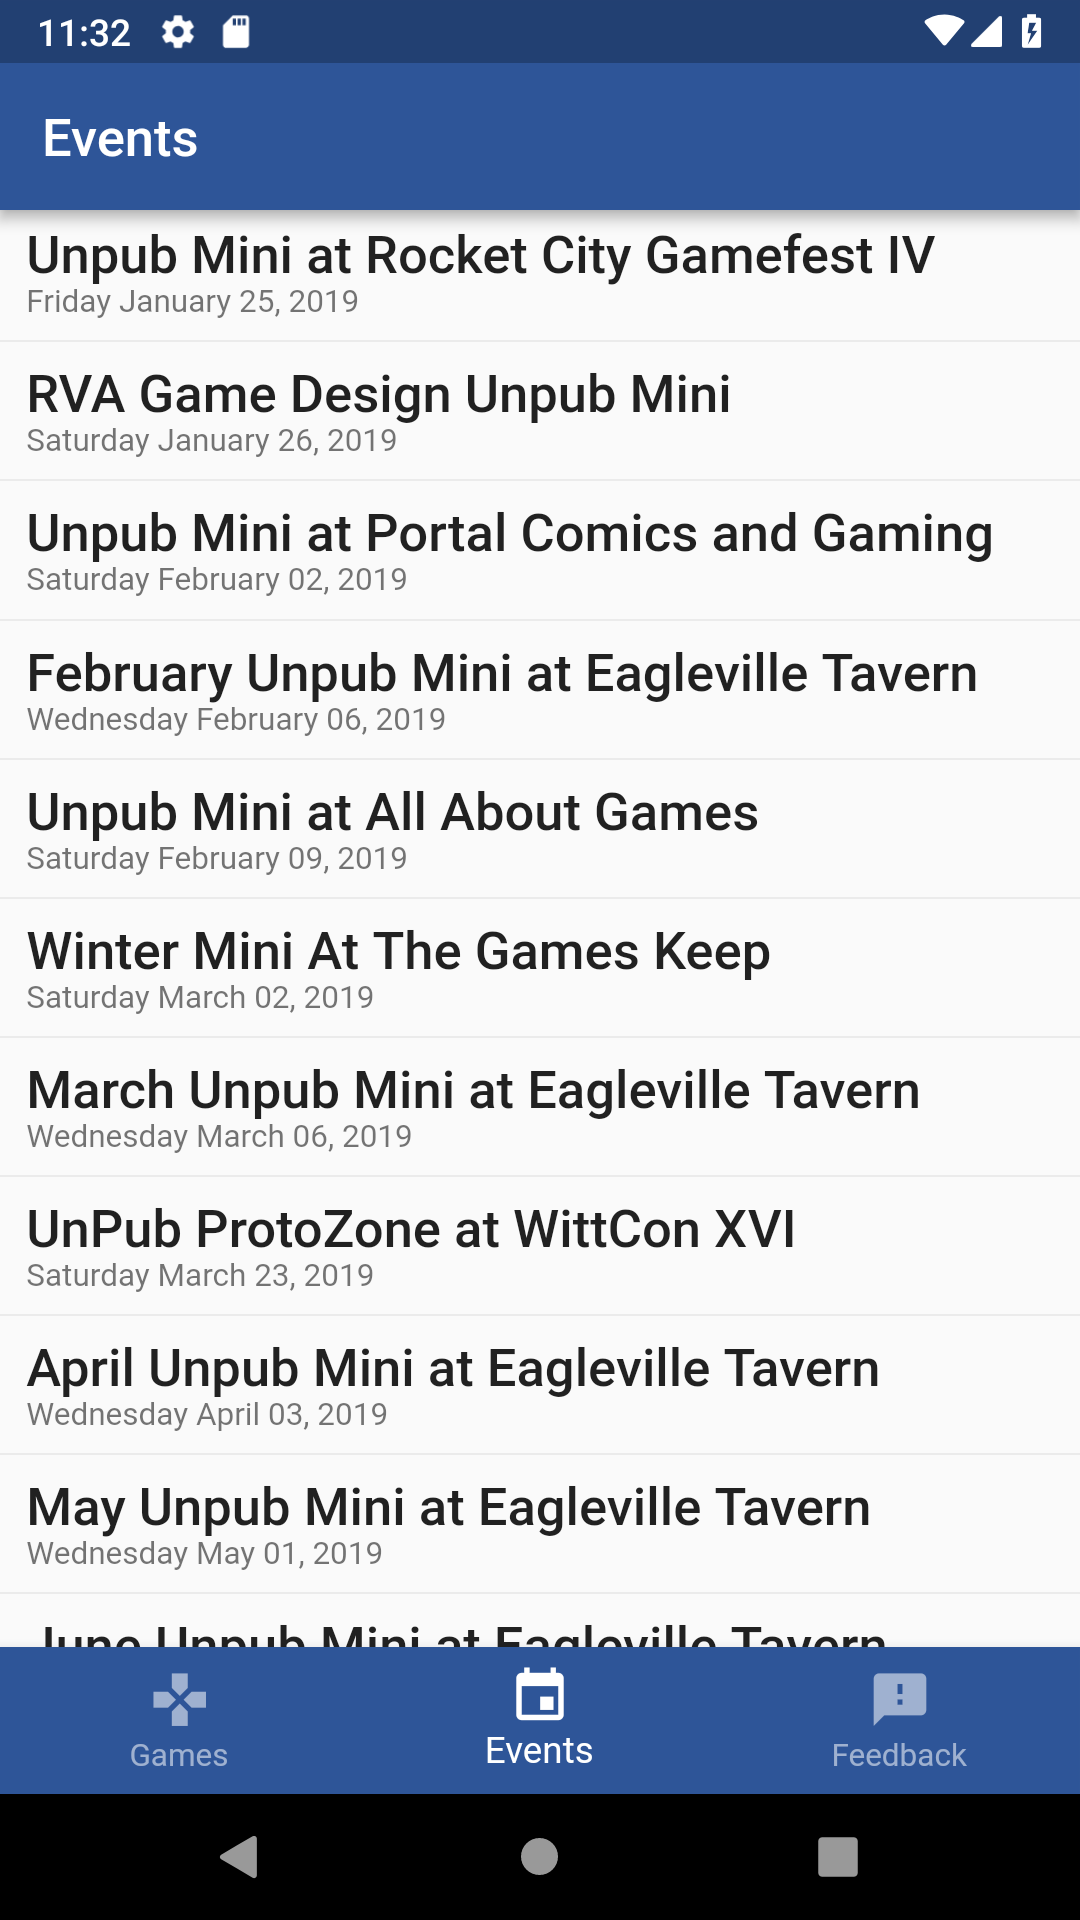 11:32
Events
Unpub Mini at Rocket City Gamefest IV
Friday January 25, 2019
RVA Game Design Unpub Mini
Saturday January 26, 2019
Unpub Mini at Portal Comics and Gaming
Saturday February 02, 2019
February Unpub Mini at Eagleville Tavern
Wednesday February 06, 2019
Unpub Mini at All About Games
Saturday February 09, 2019
Winter Mini At The Games Keep
Saturday March 02, 2019
March Unpub Mini at Eagleville Tavern
Wednesday March 06, 2019
UnPub ProtoZone at WittCon XVI
Saturday March 23, 2019
April Unpub Mini at Eagleville Tavern
Wednesday April 03, 2019
May Unpub Mini at Eagleville Tavern
Wednesday May 01, 2019
June Unpub Mini at Eagleville Tavern
Games
Events
Feedback